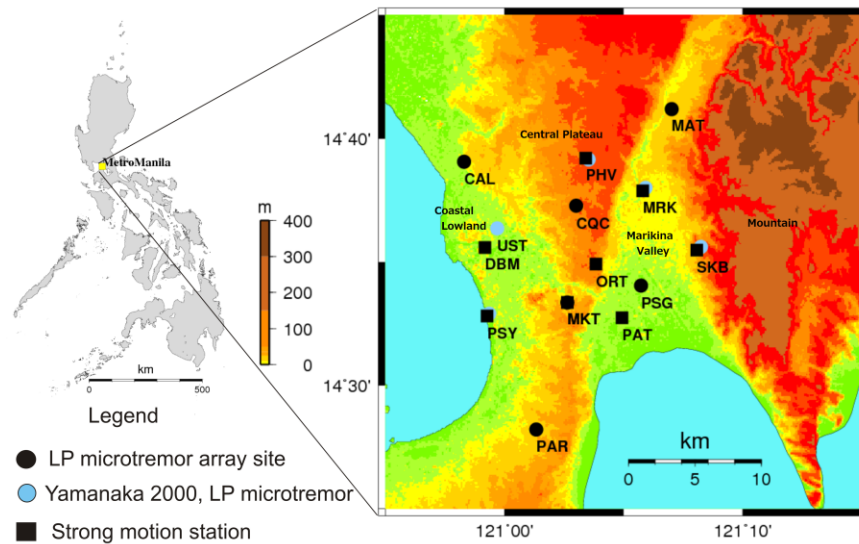 MetroManila
m
400
300
200
100
0
km
0
500
Legend
LP microtremor array site
Yamanaka 2000, LP microtremor
Strong motion station
14˚40'
14˚30'
121˚00'
121˚10'
MAT
Central Plateau
PHV
CAL
MRK
CQC
Coastal
Lowland
Mountain
UST
Marikina
Valley
DBM
SKB
ORT
PSG
MKT
PSY
PAT
PAR
km
0 5 10